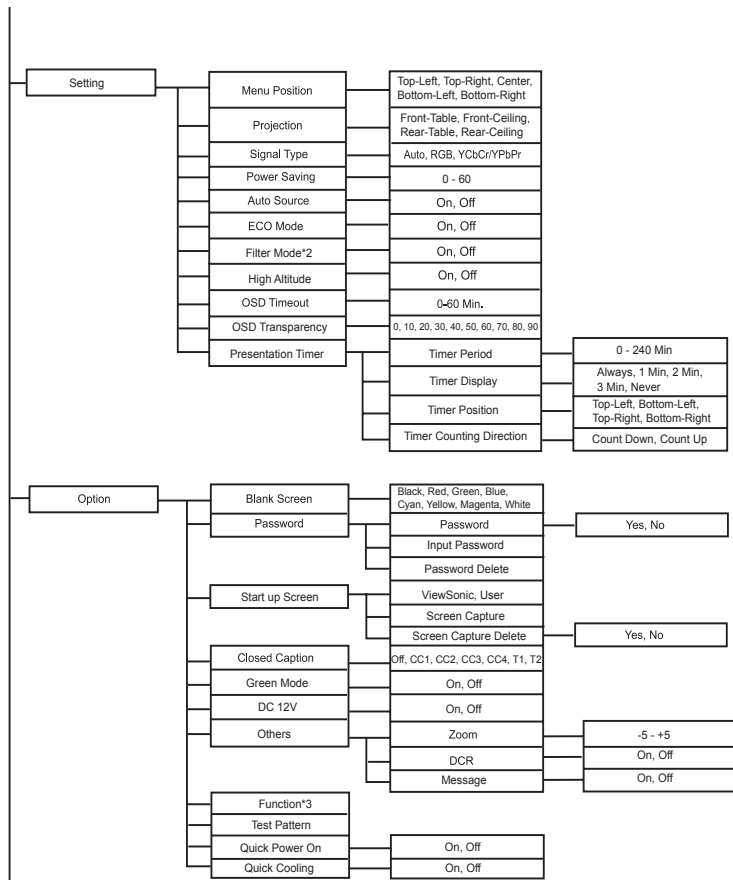 Setting
Menu Position
Top-Left, Top-Right, Center,
Bottom-Left, Bottom-Right
Projection
Front-Table, Front-Ceiling,
Rear-Table, Rear-Ceiling
Signal Type
Auto, RGB, YCbCr/YPbPr
Power Saving
0 - 60
Auto Source
On, Off
ECO Mode
On, Off
Filter Mode*2
On, Off
High Altitude
On, Off
OSD Timeout
0-60 Min.
OSD Transparency
0, 10, 20, 30, 40, 50, 60, 70, 80, 90
Presentation Timer
Timer Period
0 - 240 Min
Timer Display
Always, 1 Min, 2 Min,
3 Min, Never
Timer Position
Top-Left, Bottom-Left,
Top-Right, Bottom-Right
Timer Counting Direction
Count Down, Count Up
Option
Blank Screen
Black, Red, Green, Blue,
Cyan, Yellow, Magenta, White
Password
Password
Yes, No
Input Password
Password Delete
Start up Screen
ViewSonic, User
Screen Capture
Screen Capture Delete
Yes, No
Closed Caption
Off, CC1, CC2, CC3, CC4, T1, T2
Green Mode
On, Off
DC 12V
On, Off
Others
Zoom
-5 - +5
DCR
On, Off
Message
On, Off
Function*3
Test Pattern
Quick Power On
On, Off
Quick Cooling
On, Off